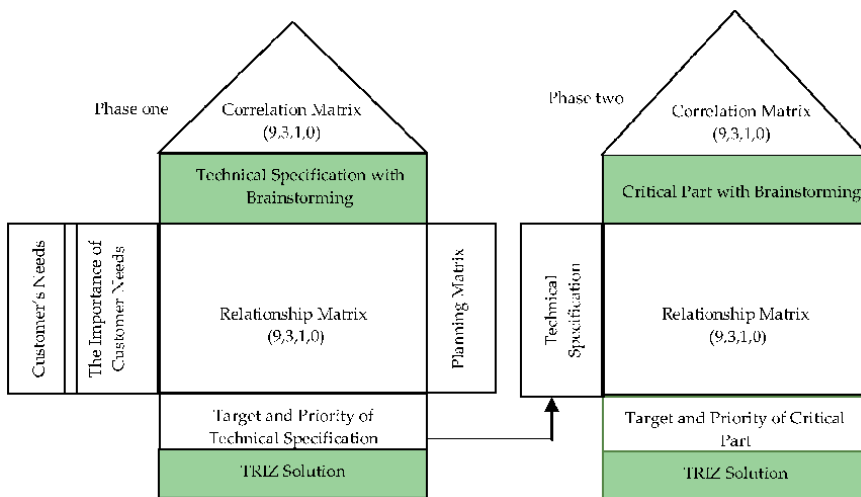 Phase one
Correlation Matrix
(9,3,1,0)
Technical Specification with
Brainstorming
Customer's Needs
The Importance of
Customer Needs
Relationship Matrix
(9,3,1,0)
Planning Matrix
Target and Priority of
Technical Specification
TRIZ Solution
Phase two
Correlation Matrix
(9,3,1,0)
Critical Part with Brainstorming
Technical
Specification
Relationship Matrix
(9,3,1,0)
Target and Priority of Critical
Part
TRIZ Solution